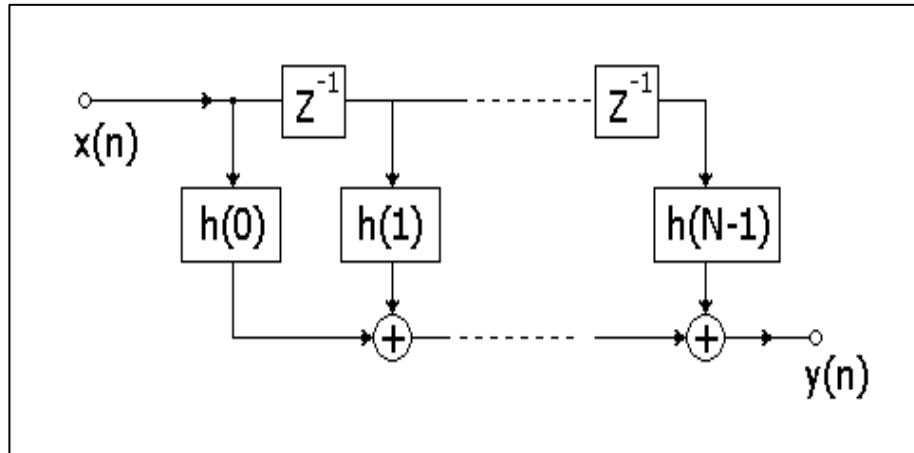 Z⁻¹ Z⁻¹
x(n)
h(0) h(1) h(N-1)
+ +
y(n)